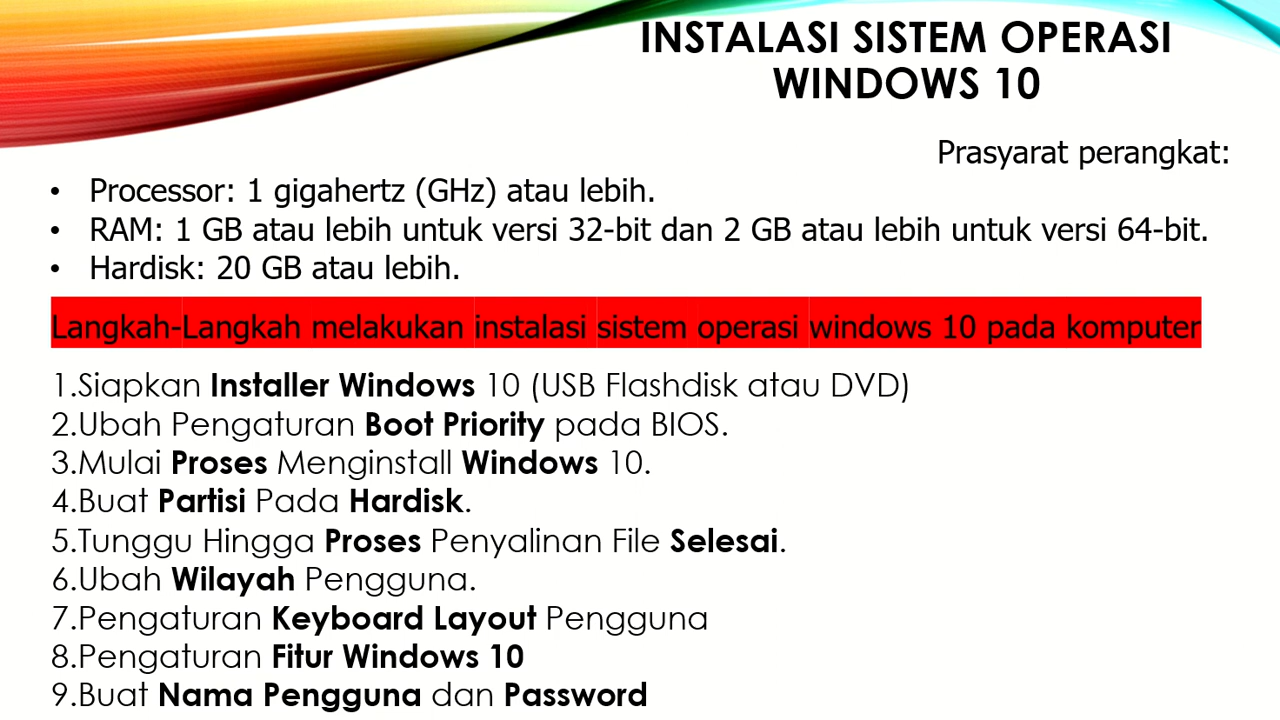 INSTALASI SISTEM OPERASI
WINDOWS 10
Prasyarat perangkat:
• Processor: 1 gigahertz (GHz) atau lebih.
• RAM: 1 GB atau lebih untuk versi 32-bit dan 2 GB atau lebih untuk versi 64-bit.
• Hardisk: 20 GB atau lebih.
Langkah-Langkah melakukan instalasi sistem operasi windows 10 pada komputer
1.Siapkan Installer Windows 10 (USB Flashdisk atau DVD)
2.Ubah Pengaturan Boot Priority pada BIOS.
3.Mulai Proses Menginstall Windows 10.
4.Buat Partisi Pada Hardisk.
5.Tunggu Hingga Proses Penyalinan File Selesai.
6.Ubah Wilayah Pengguna.
7.Pengaturan Keyboard Layout Pengguna
8.Pengaturan Fitur Windows 10
9.Buat Nama Pengguna dan Password